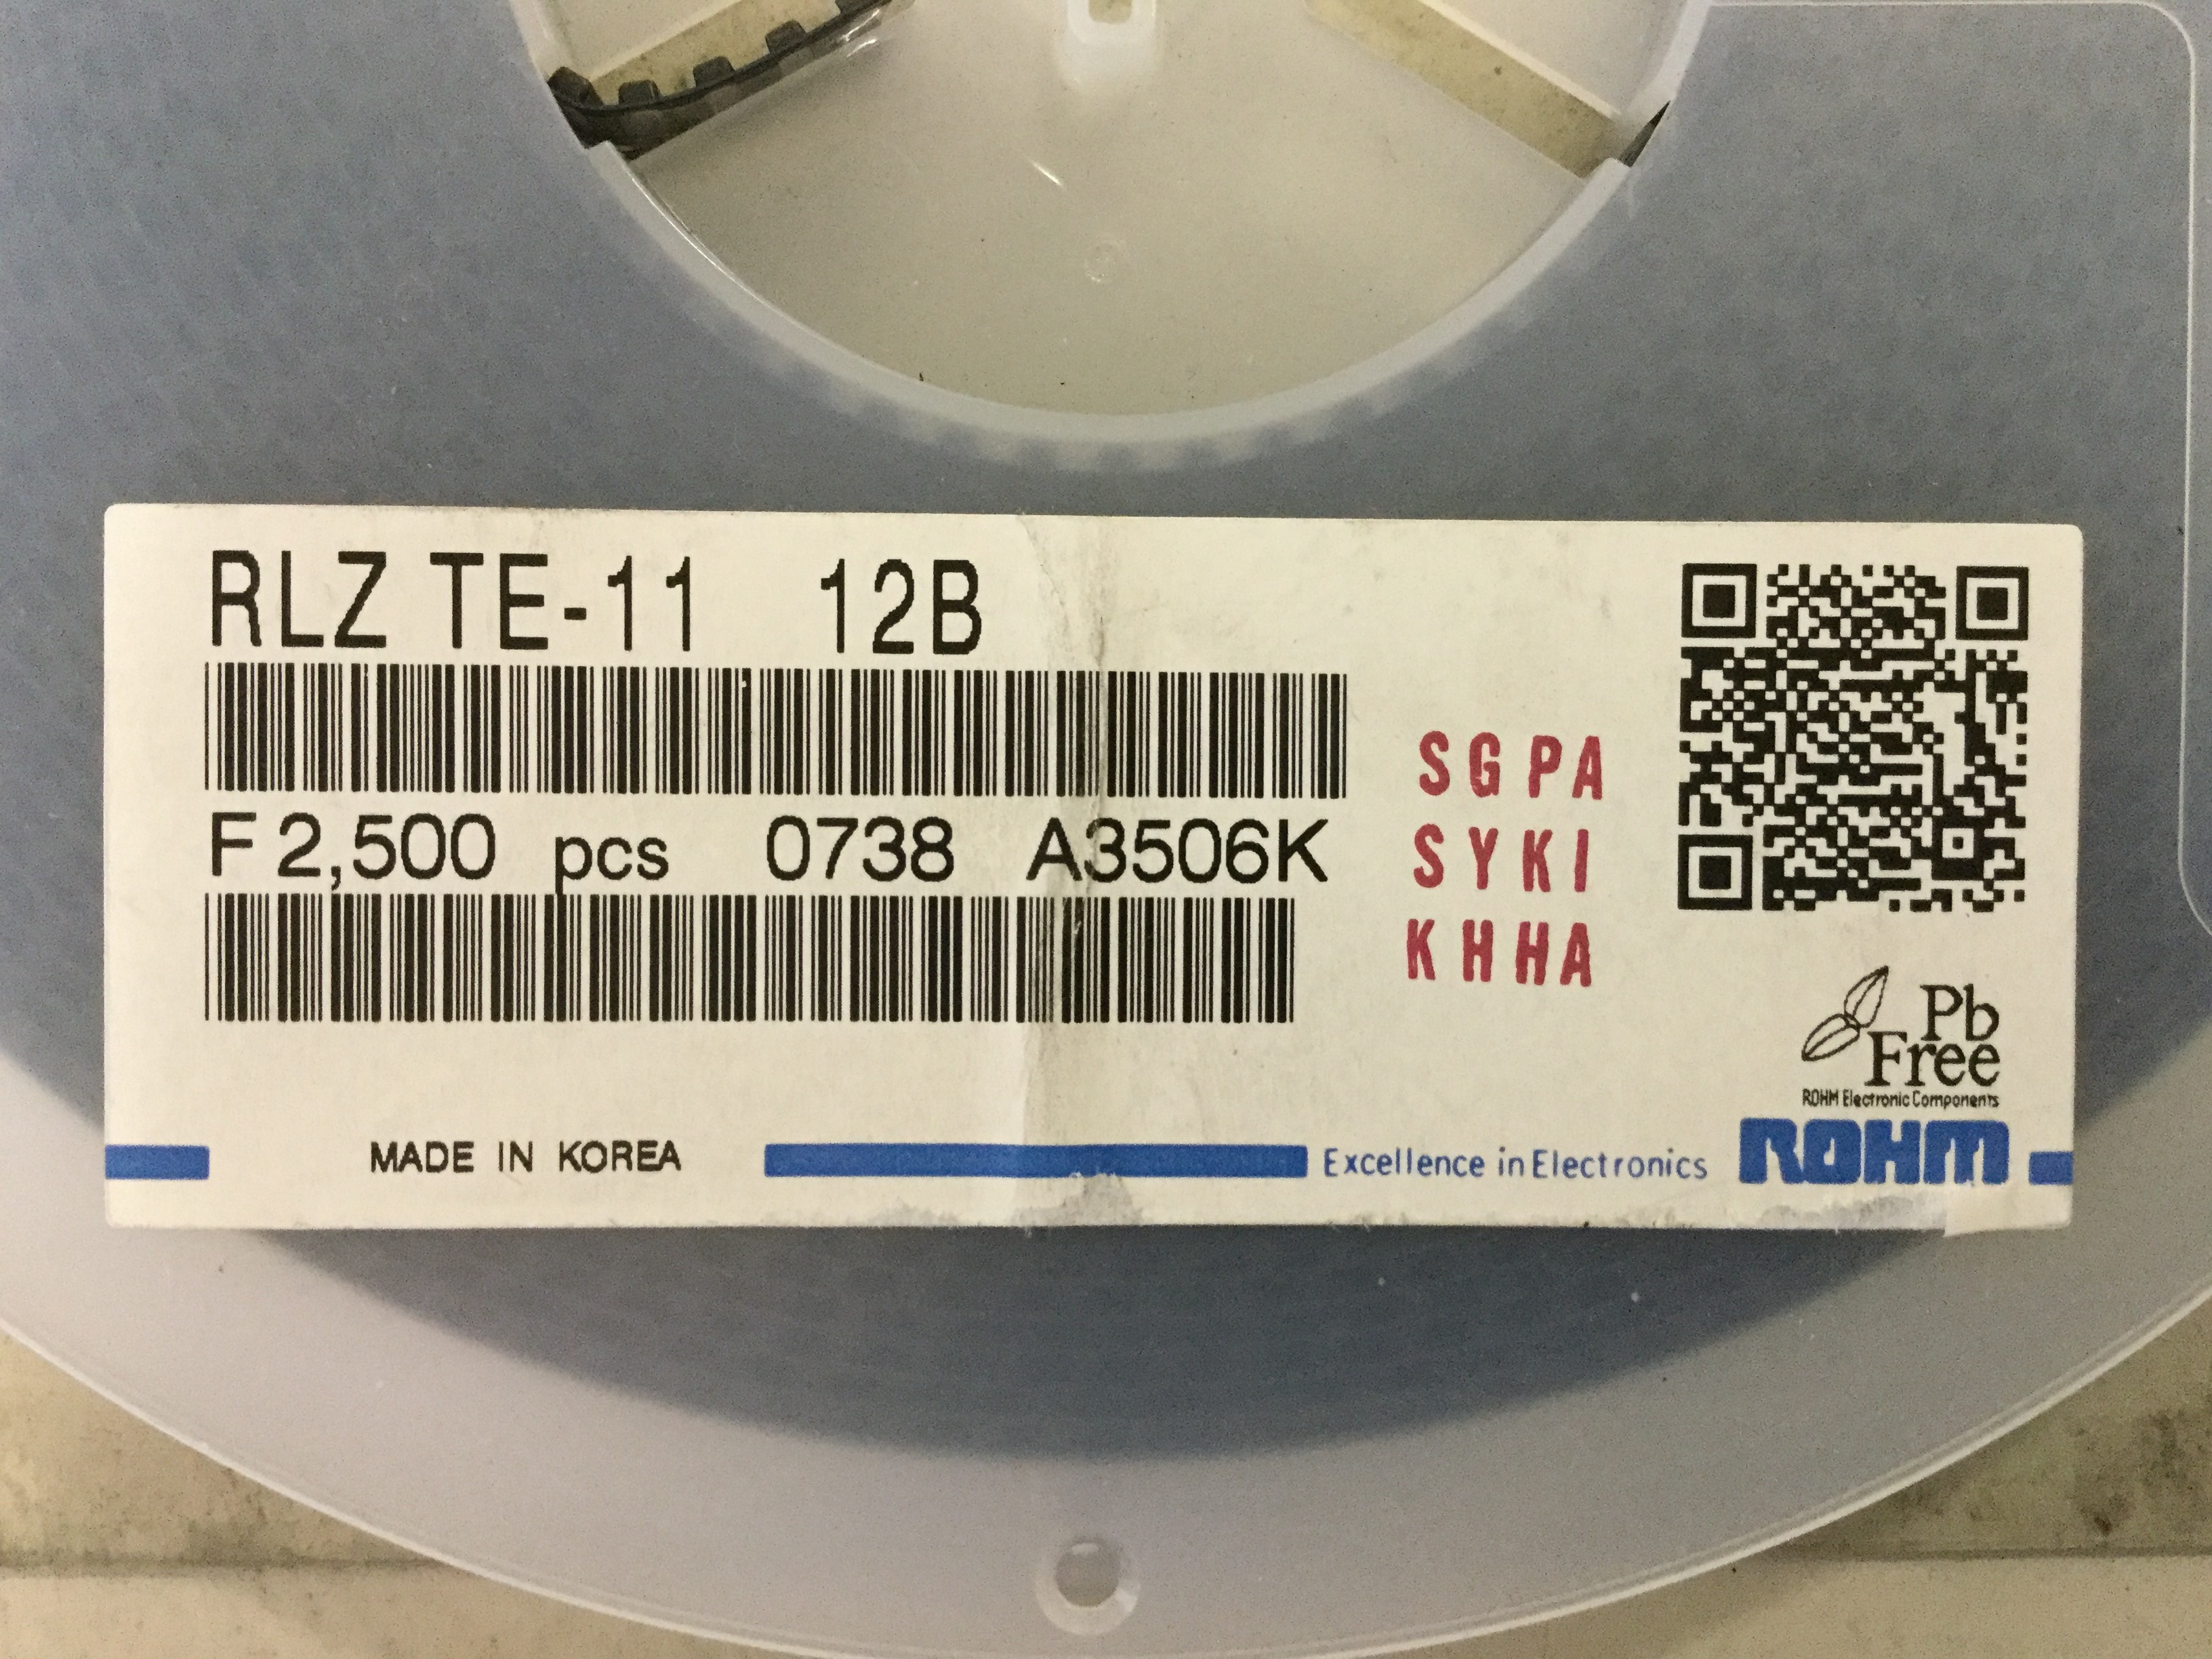 RLZ TE-11 12B
F 2,500 pcs 0738 A3506K
SGPA
SYKI
KHHA
Pb
Free
ROHM Electronic Components
MADE IN KOREA
Excellence in Electronics ROHM